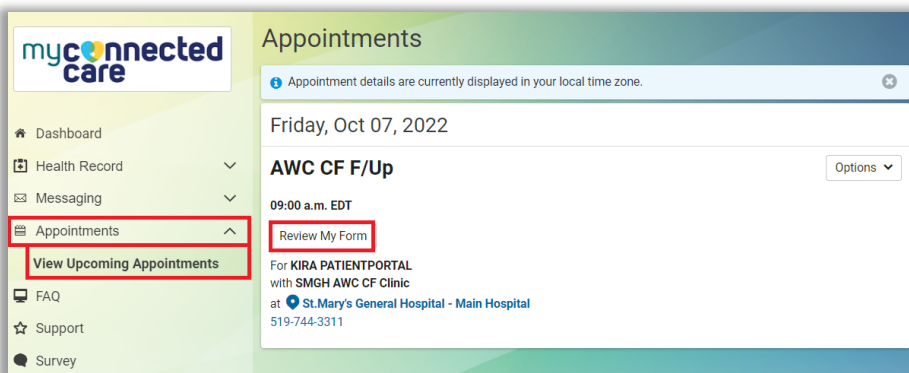 myconnected
care
Dashboard
Health Record
Messaging
Appointments
View Upcoming Appointments
FAQ
Support
Survey
Appointments
Appointment details are currently displayed in your local time zone.
Friday, Oct 07, 2022
AWC CF F/Up
Options
09:00 a.m. EDT
Review My Form
For KIRA PATIENTPORTAL
with SMGH AWC CF Clinic
at St.Mary's General Hospital - Main Hospital
519-744-3311